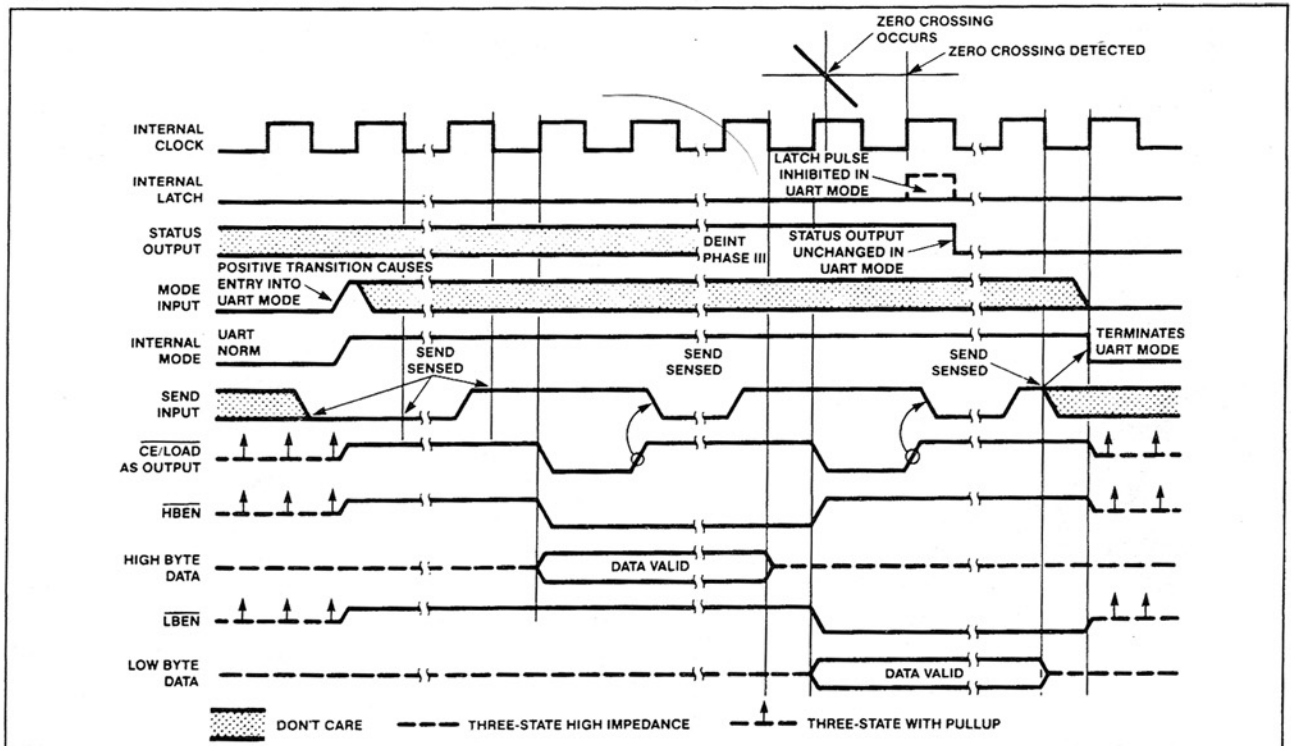 ZERO CROSSING
OCCURS
ZERO CROSSING DETECTED
INTERNAL
CLOCK
LATCH PULSE
INHIBITED IN
UART MODE
INTERNAL
LATCH
STATUS
OUTPUT
DEINT
PHASE III
STATUS OUTPUT
UNCHANGED IN
UART MODE
POSITIVE TRANSITION CAUSES
ENTRY INTO
UART MODE
MODE
INPUT
INTERNAL
MODE
UART
NORM
TERMINATES
UART MODE
SEND
SENSED
SEND
SENSED
SEND
SENSED
SEND
INPUT
CE/LOAD
AS OUTPUT
HBEN
HIGH BYTE
DATA
DATA VALID
LBEN
LOW BYTE
DATA
DATA VALID
DON'T CARE
THREE-STATE HIGH IMPEDANCE
THREE-STATE WITH PULLUP